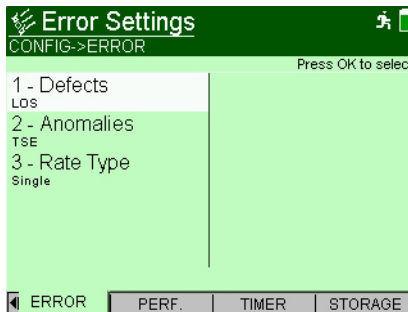 Error Settings
CONFIG->ERROR
Press OK to selec
1 - Defects
LOS
2 - Anomalies
TSE
3 - Rate Type
Single
ERROR PERF. TIMER STORAGE